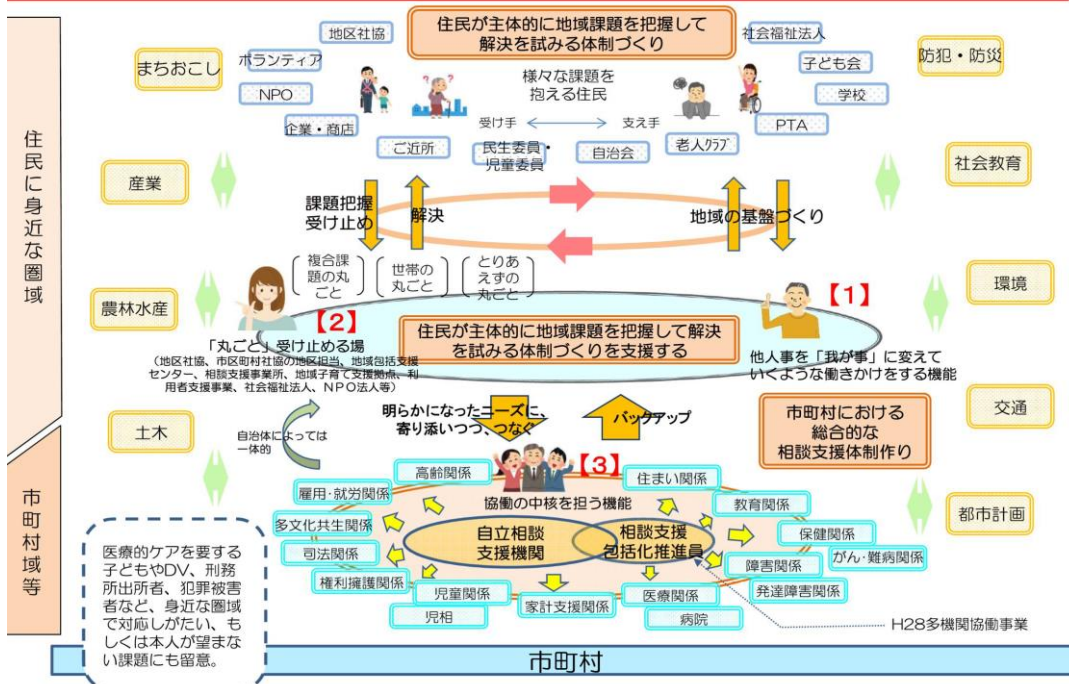 住民が主体的に地域課題を把握して
解決を試みる体制づくり
地区社協
社会福祉法人
まちおこし
ボランティア
子ども会
防犯・防災
NPO
様々な課題を
抱える住民
学校
企業・商店
受け手
支え手
PTA
ご近所
民生委員・
児童委員
自治会
老人クラブ
産業
社会教育
住民に身近な圏域
課題把握
受け止め
解決
地域の基盤づくり
複合課
題の丸
ごと
世帯の
丸ごと
とりあ
えずの
丸ごと
農林水産
環境
【2】
【1】
住民が主体的に地域課題を把握して解決
を試みる体制づくりを支援する
「丸ごと」受け止める場
(地区社協、市区町村社協の地区担当、地域包括支援
センター、相談支援事業所、地域子育て支援拠点、利
用者支援事業、社会福祉法人、NPO法人等)
他人事を「我が事」に変えて
いくような働きかけをする機能
明らかになったニーズに、
寄り添いつつ、つなぐ
バックアップ
市町村における
総合的な
相談支援体制作り
交通
土木
自治体によっては
一体的
【3】
市町村域等
高齢関係
住まい関係
雇用・就労関係
協働の中核を担う機能
教育関係
多文化共生関係
自立相談
支援機関
相談支援
包括化推進員
保健関係
都市計画
司法関係
がん・難病関係
権利擁護関係
障害関係
児童関係
医療関係
発達障害関係
児相
家計支援関係
病院
H28多機関協働事業
医療的ケアを要する
子どもやDV、刑務
所出所者、犯罪被害
者など、身近な圏域
で対応しがたい、も
しくは本人が望まな
い課題にも留意。
市町村